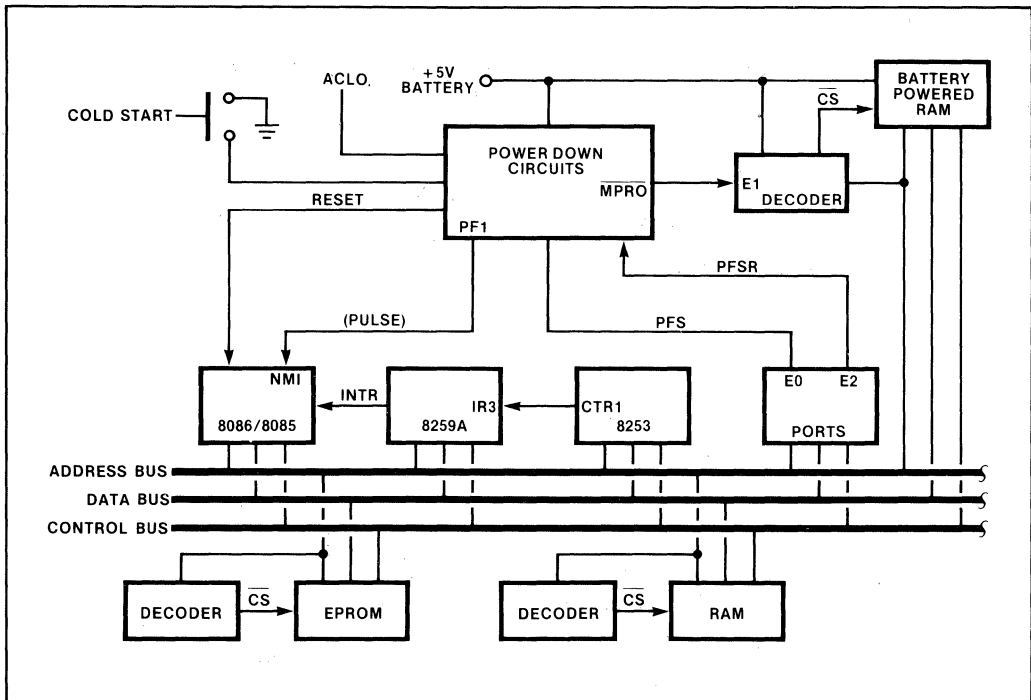 ACLO.
+5V
BATTERY
BATTERY
POWERED
RAM
CS
COLD START
POWER DOWN
CIRCUITS
MPRO
E1
DECODER
RESET
PF1
PFSR
(PULSE)
PFS
NMI
INTR
IR3
CTR1
E0 E2
8086/8085
8259A
8253
PORTS
ADDRESS BUS
DATA BUS
CONTROL BUS
DECODER
CS
EPROM
DECODER
CS
RAM